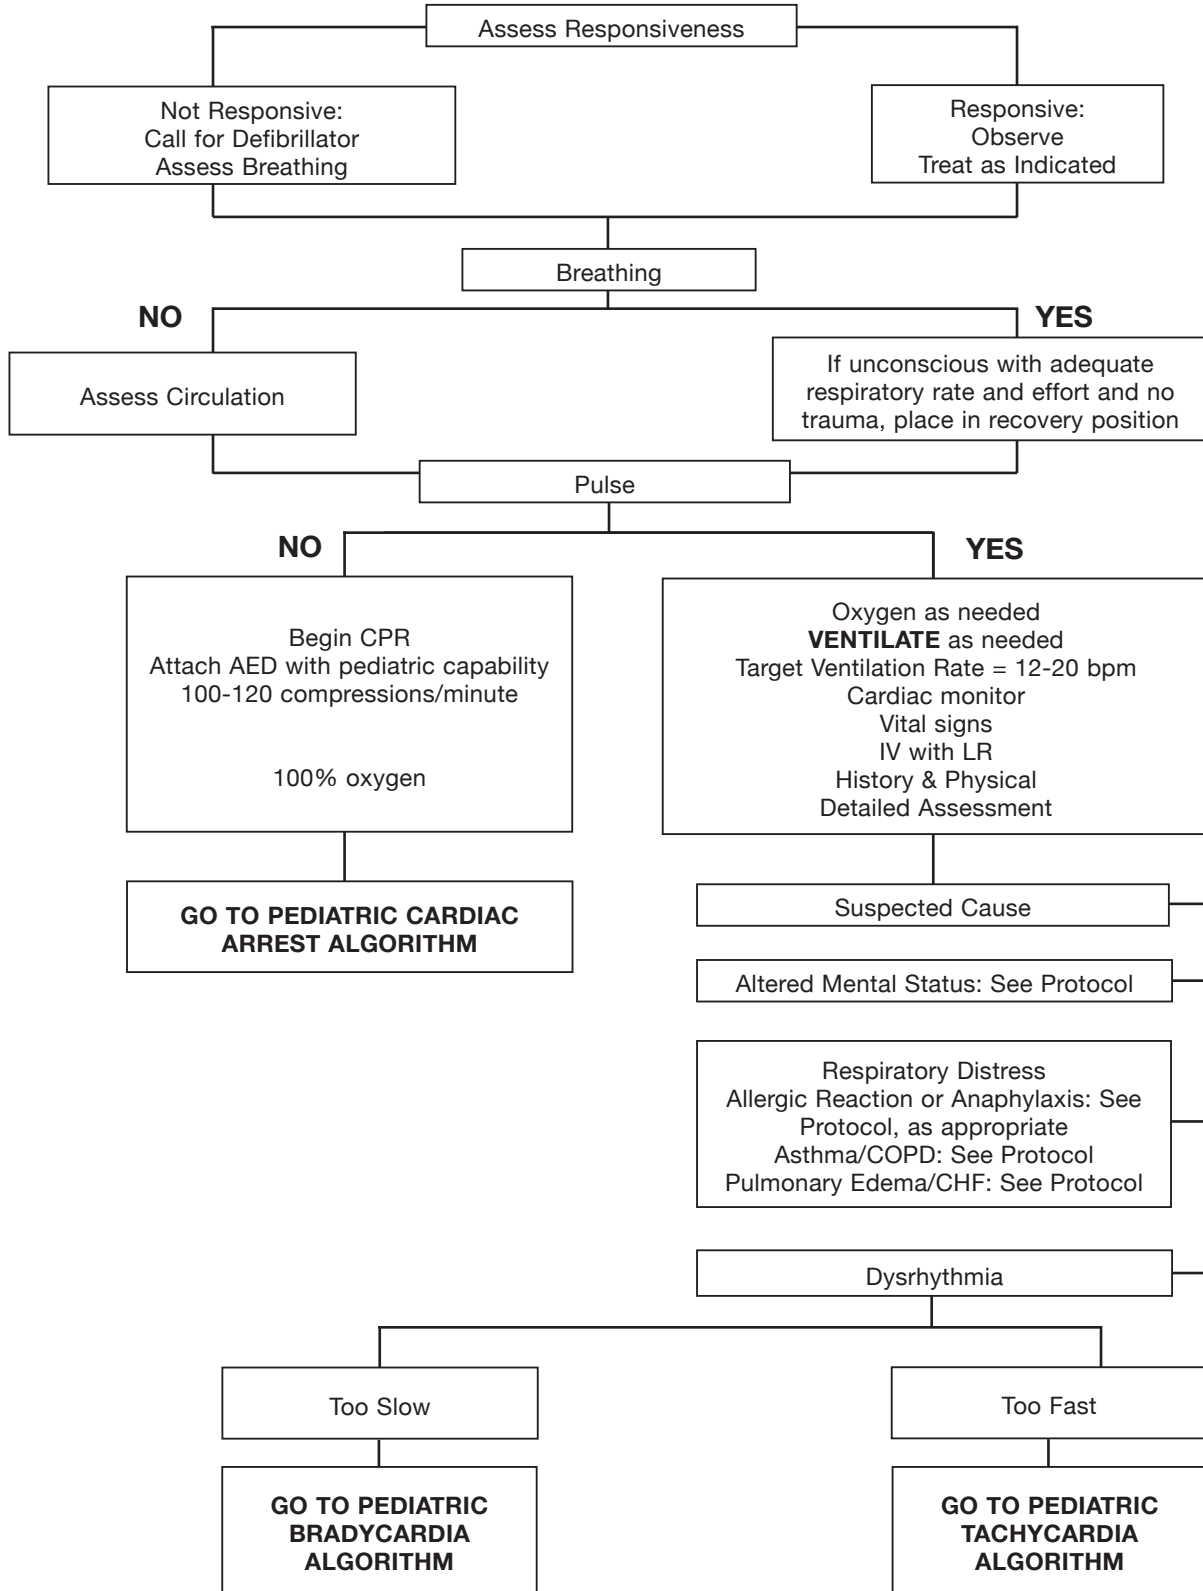 Assess Responsiveness
Not Responsive:
Call for Defibrillator
Assess Breathing
Responsive:
Observe
Treat as Indicated
Breathing
NO
YES
Assess Circulation
If unconscious with adequate
respiratory rate and effort and no
trauma, place in recovery position
Pulse
NO
YES
Begin CPR
Attach AED with pediatric capability
100-120 compressions/minute
100% oxygen
Oxygen as needed
VENTILATE as needed
Target Ventilation Rate = 12-20 bpm
Cardiac monitor
Vital signs
IV with LR
History & Physical
Detailed Assessment
GO TO PEDIATRIC CARDIAC
ARREST ALGORITHM
Suspected Cause
Altered Mental Status: See Protocol
Respiratory Distress
Allergic Reaction or Anaphylaxis: See
Protocol, as appropriate
Asthma/COPD: See Protocol
Pulmonary Edema/CHF: See Protocol
Dysrhythmia
Too Slow
Too Fast
GO TO PEDIATRIC
BRADYCARDIA
ALGORITHM
GO TO PEDIATRIC
TACHYCARDIA
ALGORITHM